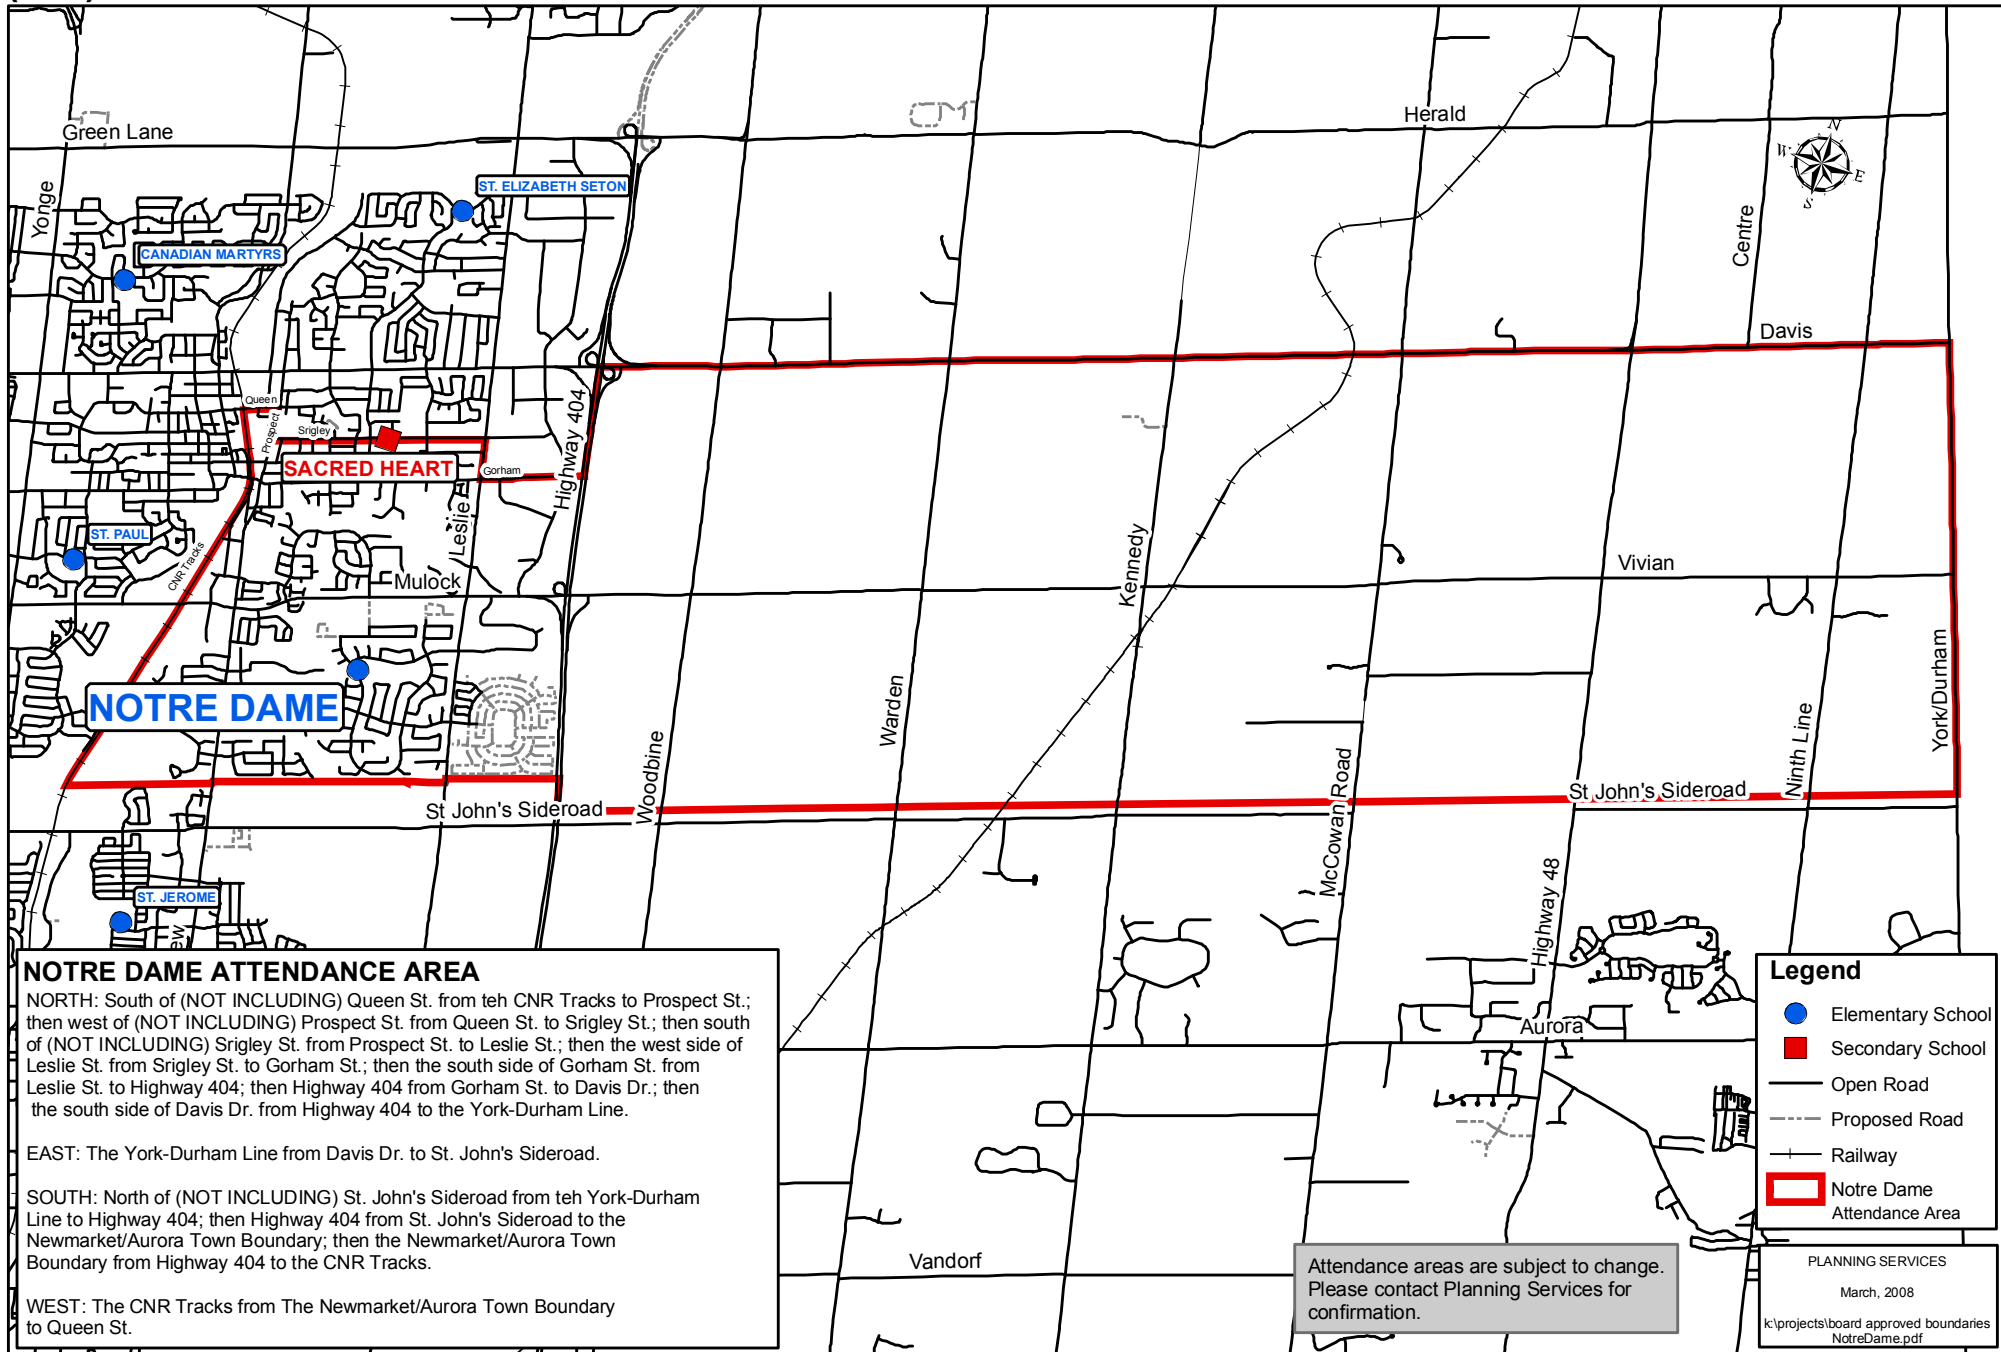 Green Lane
Herald
N
W
E
S
ST. ELIZABETH SETON
Yonge
CANADIAN MARTYRS
Centre
Davis
Queen
Prospect
Srigley
Highway 404
SACRED HEART
Gorham
Leslie
ST. PAUL
CNR Tracks
Mulock
Kennedy
Vivian
NOTRE DAME
Warden
Woodbine
York/Durham
Ninth Line
McCowan Road
St John's Sideroad
St John's Sideroad
Highway 48
ST. JEROME
ew
Aurora
Vandorf
NOTRE DAME ATTENDANCE AREA
NORTH: South of (NOT INCLUDING) Queen St. from teh CNR Tracks to Prospect St.;
then west of (NOT INCLUDING) Prospect St. from Queen St. to Srigley St.; then south
of (NOT INCLUDING) Srigley St. from Prospect St. to Leslie St.; then the west side of
Leslie St. from Srigley St. to Gorham St.; then the south side of Gorham St. from
Leslie St. to Highway 404; then Highway 404 from Gorham St. to Davis Dr.; then
the south side of Davis Dr. from Highway 404 to the York-Durham Line.
EAST: The York-Durham Line from Davis Dr. to St. John's Sideroad.
SOUTH: North of (NOT INCLUDING) St. John's Sideroad from teh York-Durham
Line to Highway 404; then Highway 404 from St. John's Sideroad to the
Newmarket/Aurora Town Boundary; then the Newmarket/Aurora Town
Boundary from Highway 404 to the CNR Tracks.
WEST: The CNR Tracks from The Newmarket/Aurora Town Boundary
to Queen St.
Legend
Elementary School
Secondary School
Open Road
Proposed Road
Railway
Notre Dame
Attendance Area
Attendance areas are subject to change.
Please contact Planning Services for
confirmation.
PLANNING SERVICES
March, 2008
k:\projects\board approved boundaries
NotreDame.pdf